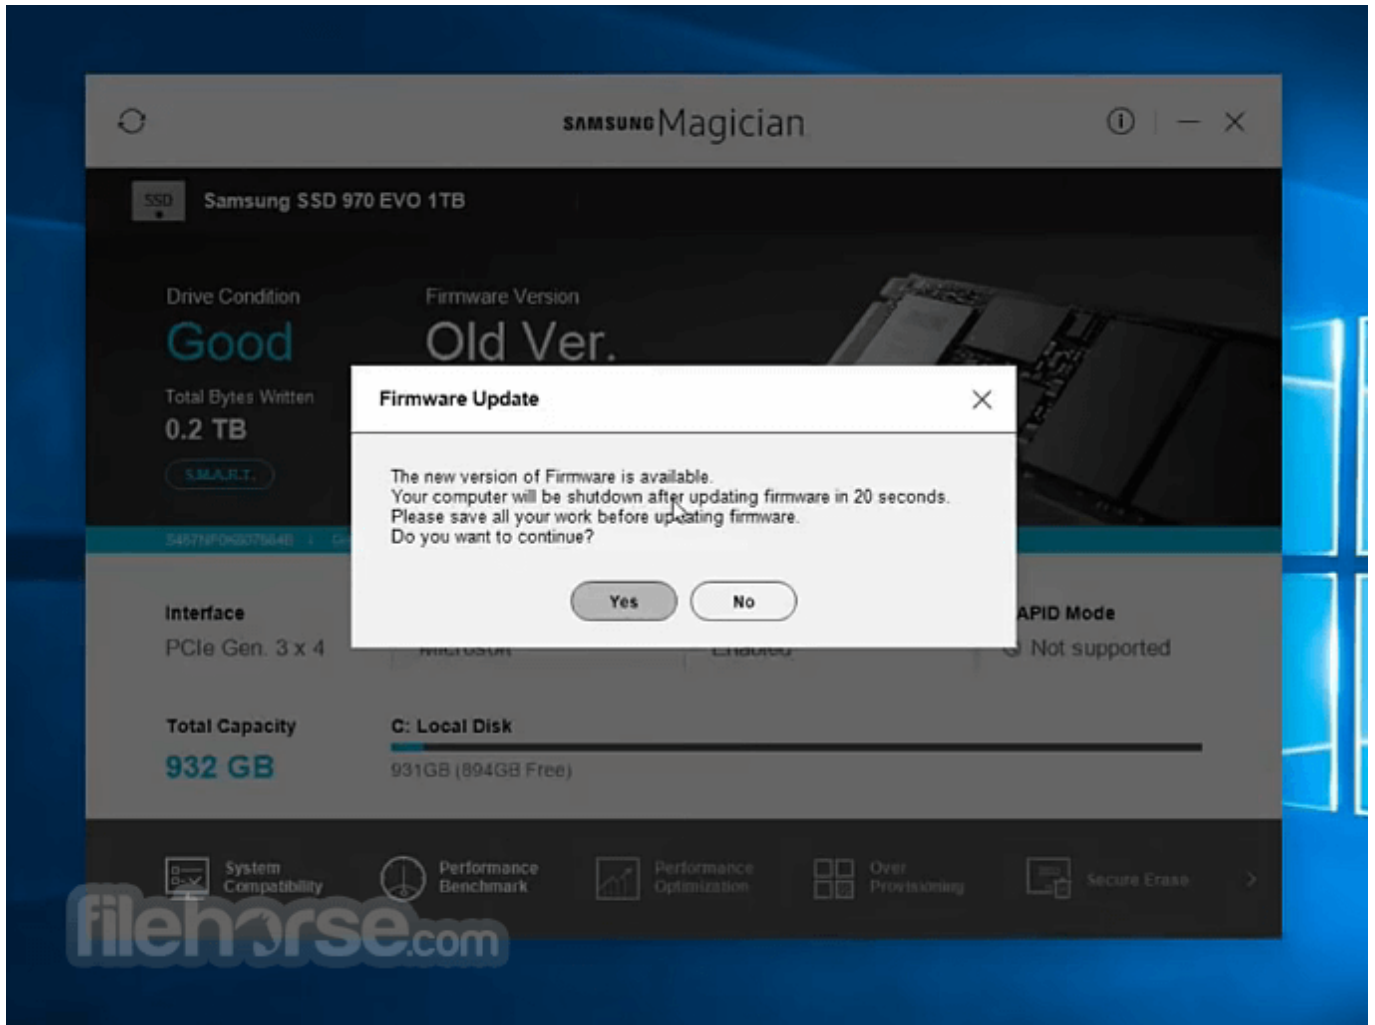 SAMSUNG Magician
SSD
Samsung SSD 970 EVO 1TB
Drive Condition
Good
Firmware Version
Old Ver.
Total Bytes Written
0.2 TB
S.M.A.R.T.
Firmware Update
The new version of Firmware is available.
Your computer will be shutdown after updating firmware in 20 seconds.
Please save all your work before updating firmware.
Do you want to continue?
Yes
No
Interface
PCIe Gen. 3 x 4
Microsoft
Enabled
APID Mode
Not supported
Total Capacity
932 GB
C: Local Disk
931GB (894GB Free)
System
Compatibility
Performance
Benchmark
Performance
Optimization
Over
Provisioning
Secure Erase
filehorse.com